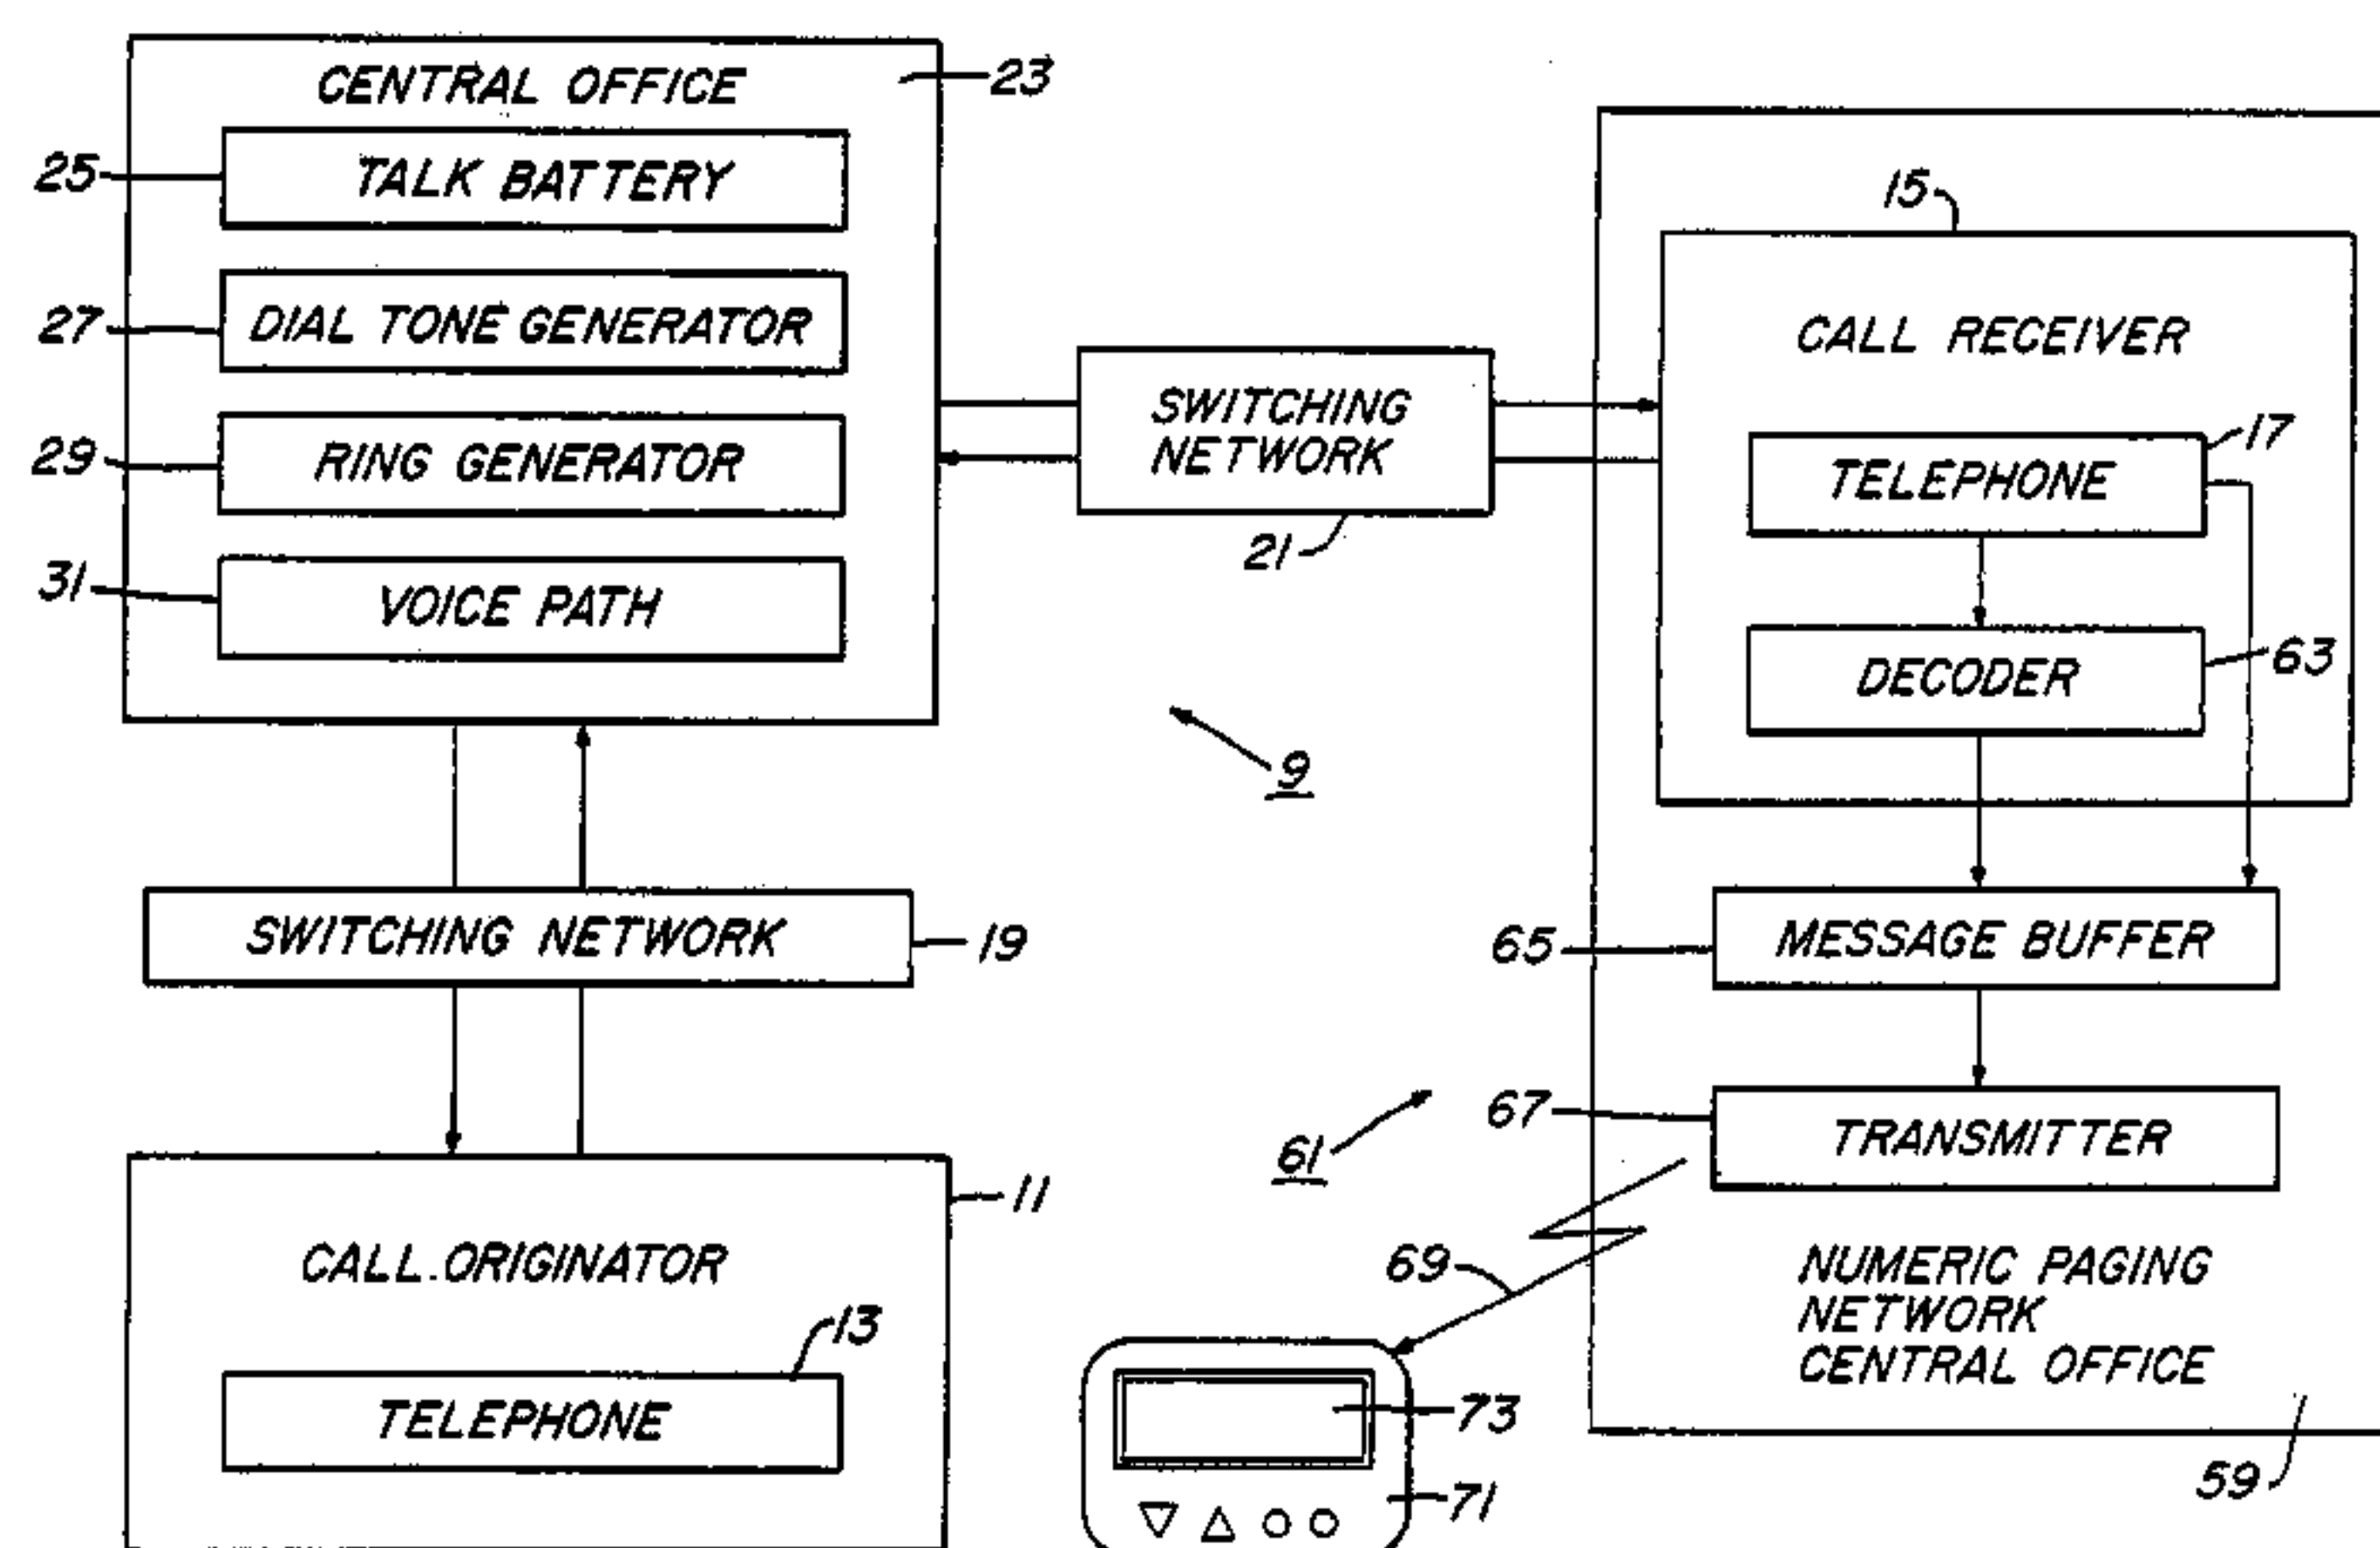 CENTRAL OFFICE
23
25
TALK BATTERY
27
DIAL TONE GENERATOR
29
RING GENERATOR
31
VOICE PATH
SWITCHING
NETWORK
21
15
CALL RECEIVER
17
TELEPHONE
DECODER
63
9
SWITCHING NETWORK
19
65
MESSAGE BUFFER
67
TRANSMITTER
61
11
CALL ORIGINATOR
13
TELEPHONE
69
73
71
NUMERIC PAGING
NETWORK
CENTRAL OFFICE
59